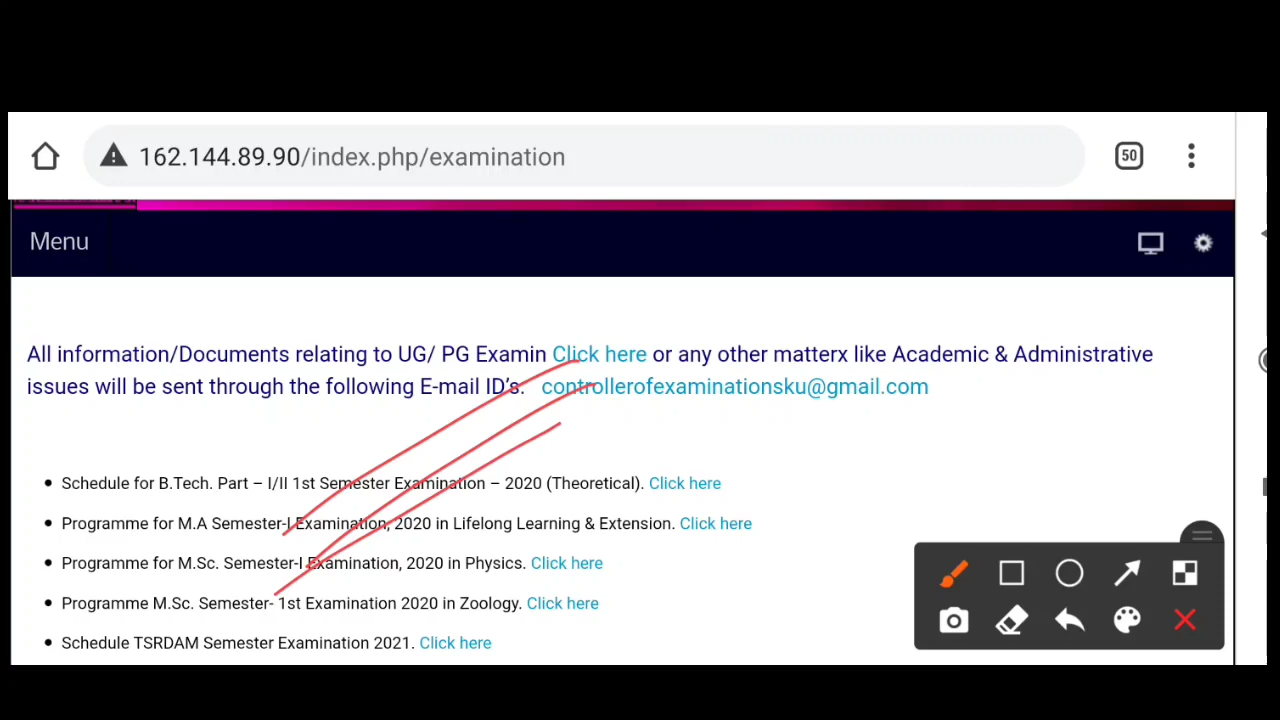 162.144.89.90/index.php/examination
50
Menu
All information/Documents relating to UG/ PG Examin Click here or any other matterx like Academic & Administrative
issues will be sent through the following E-mail ID's. controllerofexaminationsku@gmail.com
• Schedule for B.Tech. Part – I/II 1st Semester Examination – 2020 (Theoretical). Click here
• Programme for M.A Semester-I Examination, 2020 in Lifelong Learning & Extension. Click here
• Programme for M.Sc. Semester-I Examination, 2020 in Physics. Click here
• Programme M.Sc. Semester- 1st Examination 2020 in Zoology. Click here
• Schedule TSRDAM Semester Examination 2021. Click here